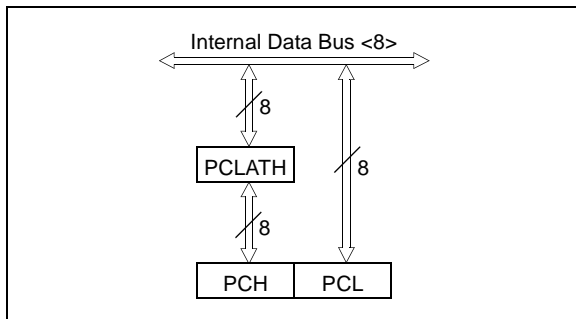 Internal Data Bus <8>
8
PCLATH
8
8
PCH PCL